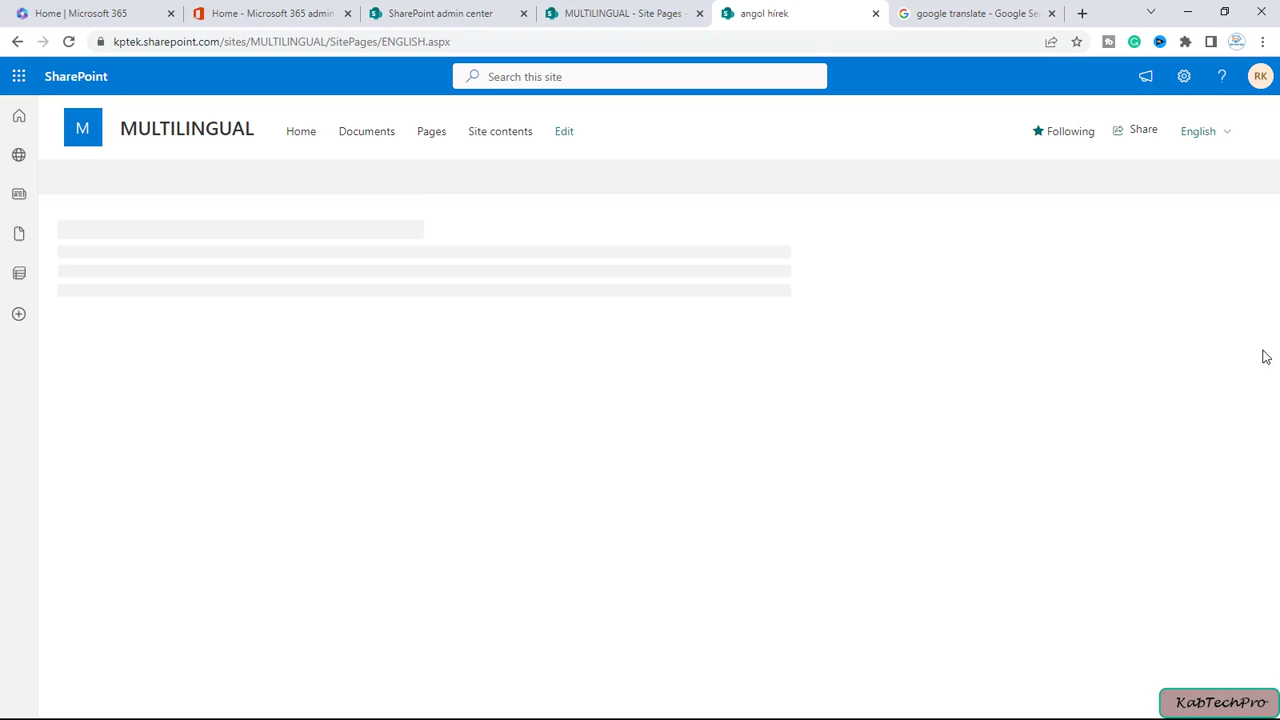 Home | Microsoft 365
Home - Microsoft 365 admin
SharePoint admin center
MULTILINGUAL - Site Pages -
angol hírek
google translate - Google Se
kptek.sharepoint.com/sites/MULTILINGUAL/SitePages/ENGLISH.aspx
SharePoint
Search this site
RK
M
MULTILINGUAL
Home
Documents
Pages
Site contents
Edit
Following
Share
English
KabTechPro